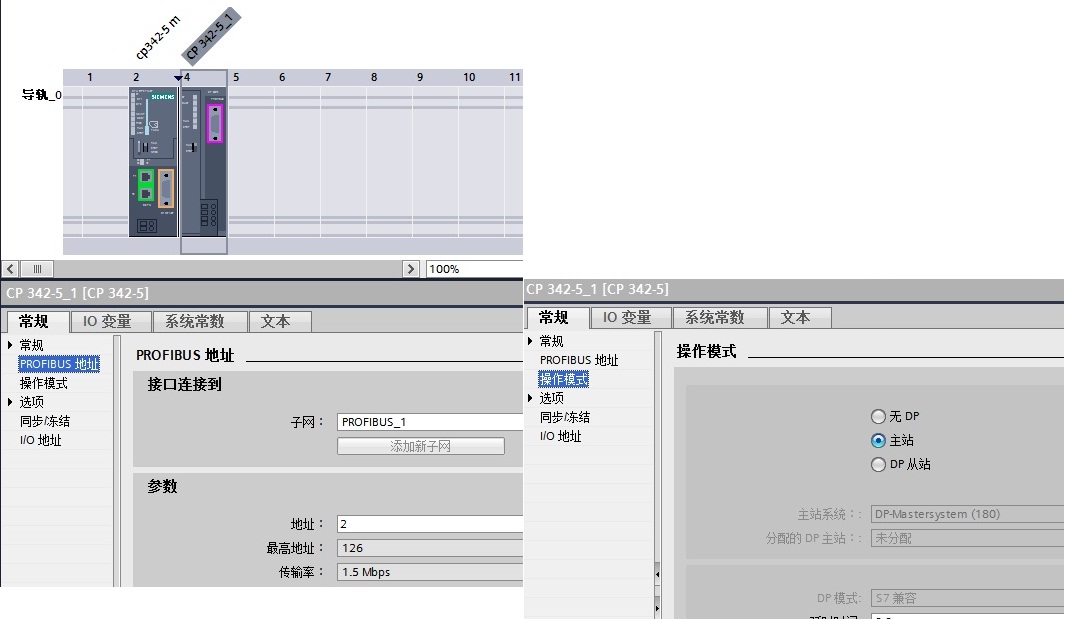 cp342-5 m
CP 342-5_1
1 2 4 5 6 7 8 9 10 11
导轨_0
SIEMENS
100%
CP 342-5_1 [CP 342-5]
常规 IO 变量 系统常数 文本
常规
PROFIBUS 地址
操作模式
选项
同步/冻结
I/O 地址
PROFIBUS 地址
接口连接到
子网：
PROFIBUS_1
添加新子网
参数
地址： 2
最高地址： 126
传输率： 1.5 Mbps
CP 342-5_1 [CP 342-5]
常规 IO 变量 系统常数 文本
常规
PROFIBUS 地址
操作模式
选项
同步/冻结
I/O 地址
操作模式
无 DP
主站
DP 从站
主站系统：: DP-Mastersystem (180)
分配的 DP 主站：: 未分配
DP 模式: S7 兼容